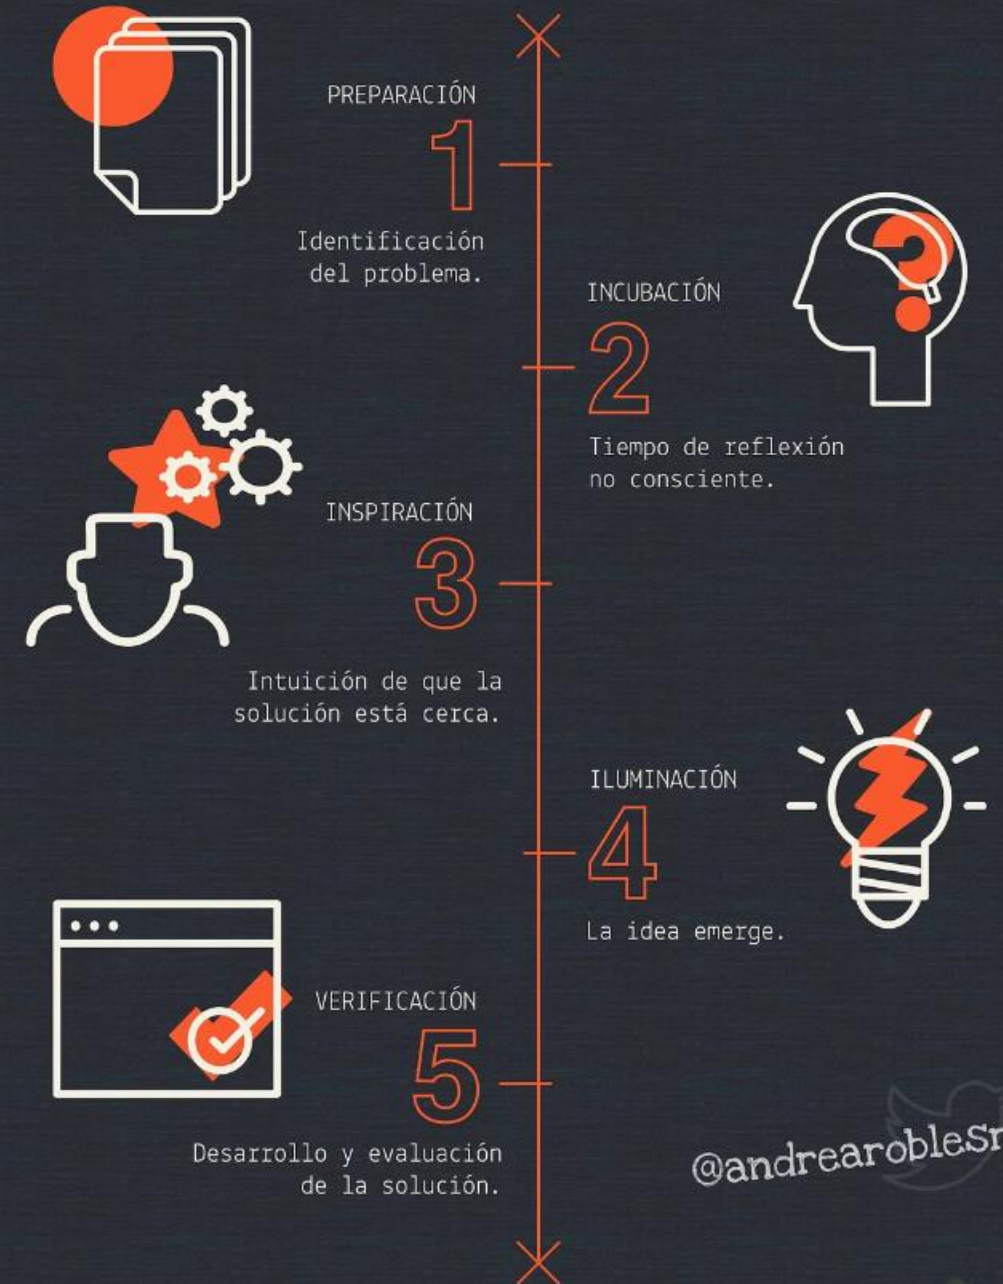 PREPARACIÓN
1
Identificación
del problema.
INCUBACIÓN
2
Tiempo de reflexión
no consciente.
INSPIRACIÓN
3
Intuición de que la
solución está cerca.
ILUMINACIÓN
4
La idea emerge.
VERIFICACIÓN
5
Desarrollo y evaluación
de la solución.